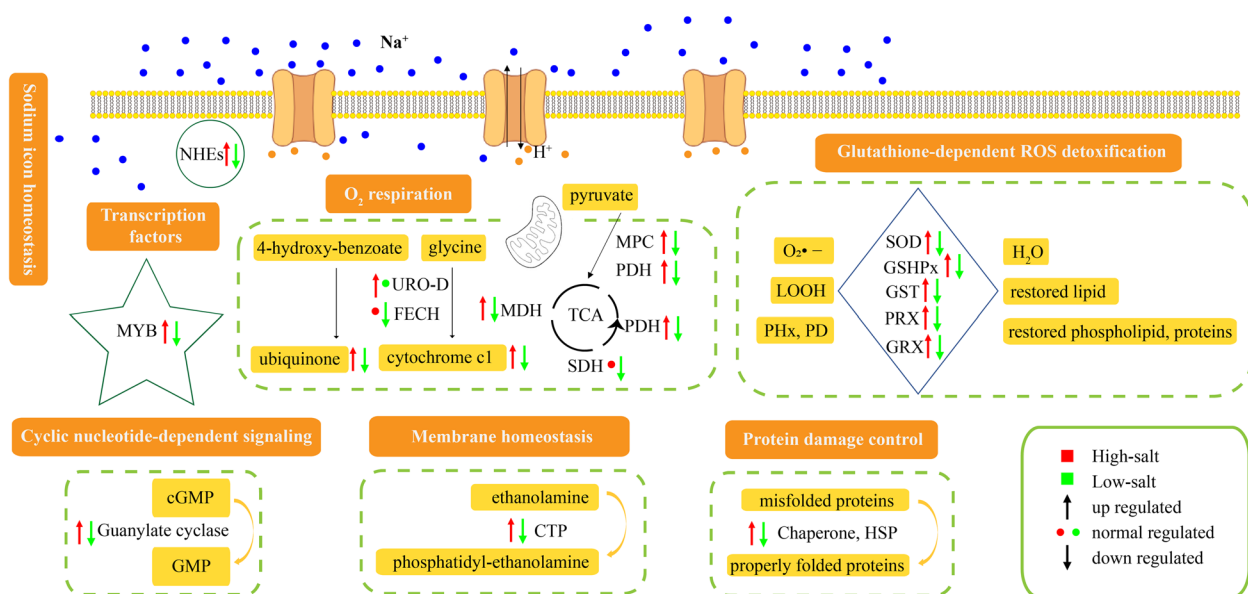 Na⁺
Sodium icon homeostasis
NHEs
H⁺
Glutathione-dependent ROS detoxification
O₂ respiration
pyruvate
Transcription
factors
4-hydroxy-benzoate
glycine
MPC
PDH
URO-D
FECH
MDH
TCA
PDH
SDH
ubiquinone
cytochrome c1
MYB
O₂• −
LOOH
PHx, PD
SOD
GSHPx
GST
PRX
GRX
H₂O
restored lipid
restored phospholipid, proteins
Cyclic nucleotide-dependent signaling
cGMP
Guanylate cyclase
GMP
Membrane homeostasis
ethanolamine
CTP
phosphatidyl-ethanolamine
Protein damage control
misfolded proteins
Chaperone, HSP
properly folded proteins
High-salt
Low-salt
up regulated
normal regulated
down regulated